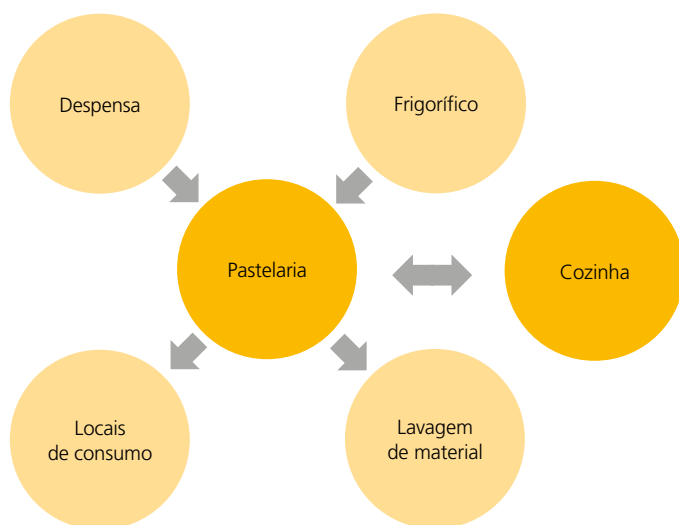 Despensa
Frigorífico
Pastelaria
Cozinha
Locais
de consumo
Lavagem
de material